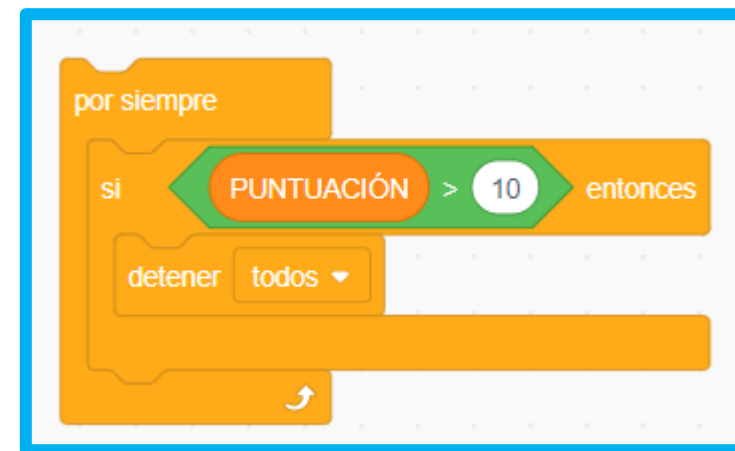 por siempre
si PUNTUACIÓN > 10 entonces
detener todos